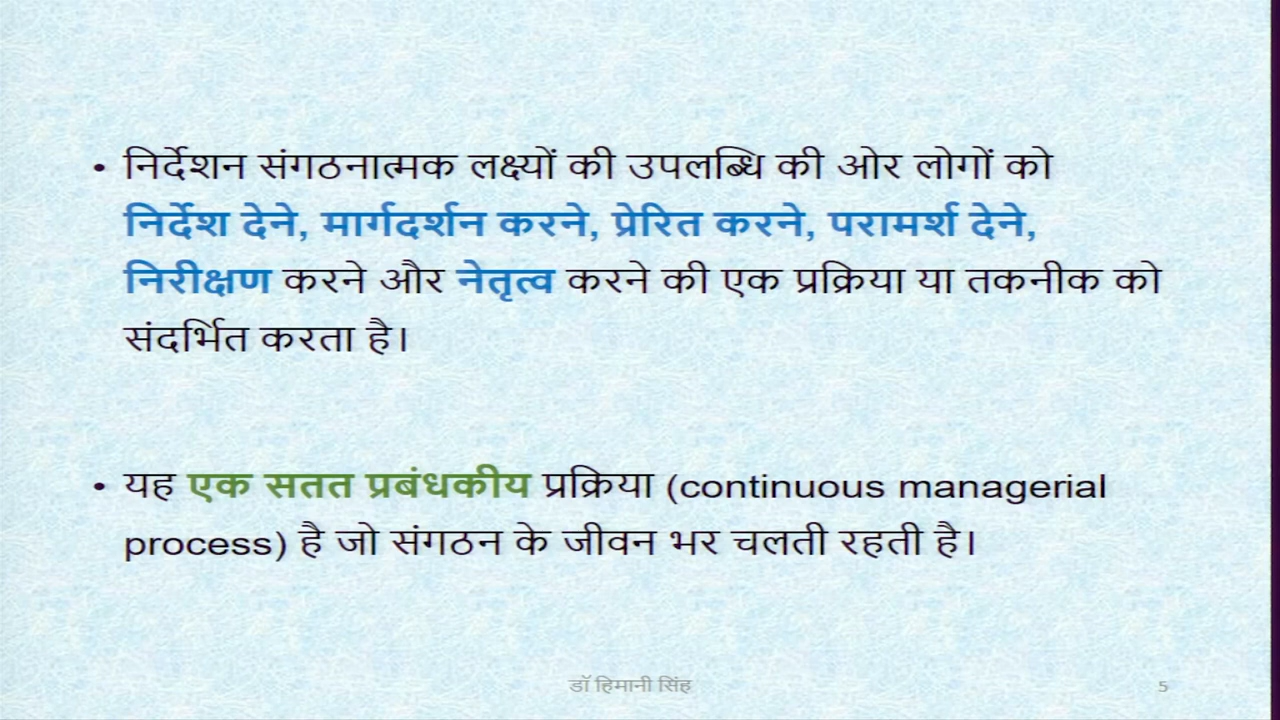 • निर्देशन संगठनात्मक लक्ष्यों की उपलब्धि की ओर लोगों को
निर्देश देने, मार्गदर्शन करने, प्रेरित करने, परामर्श देने,
निरीक्षण करने और नेतृत्व करने की एक प्रक्रिया या तकनीक को
संदर्भित करता है।
• यह एक सतत प्रबंधकीय प्रक्रिया (continuous managerial
process) है जो संगठन के जीवन भर चलती रहती है।
डॉ हिमानी सिंह
5